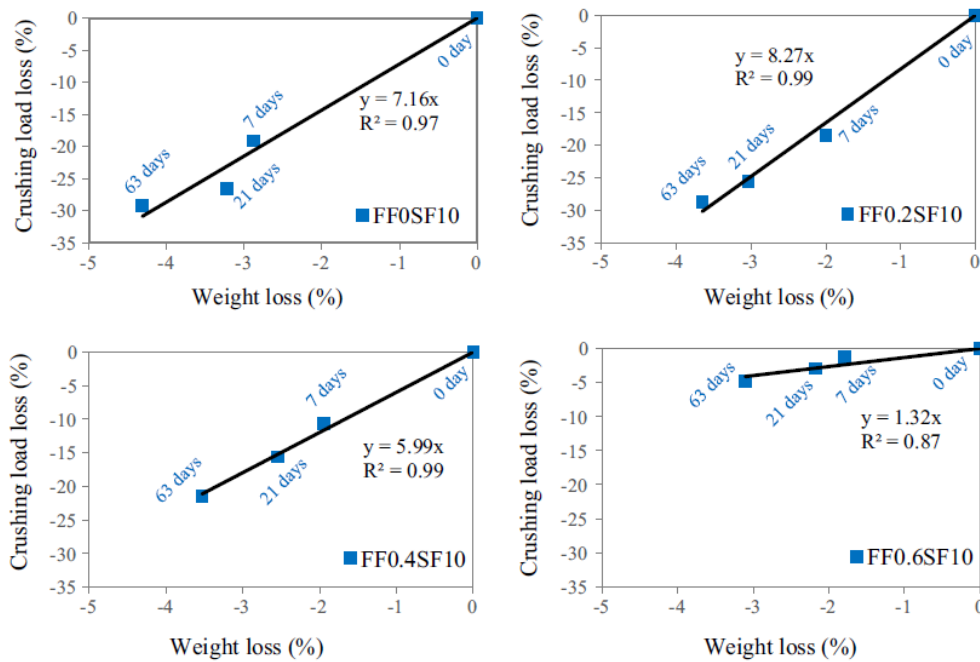 Crushing load loss (%)
0
-5
-10
-15
-20
-25
-30
-35
0 day
y = 7.16x
R² = 0.97
7 days
63 days
21 days
FF0SF10
-5 -4 -3 -2 -1 0
Weight loss (%)
Crushing load loss (%)
0
-5
-10
-15
-20
-25
-30
-35
0 day
y = 8.27x
R² = 0.99
7 days
21 days
63 days
FF0.2SF10
-5 -4 -3 -2 -1 0
Weight loss (%)
Crushing load loss (%)
0
-5
-10
-15
-20
-25
-30
-35
0 day
7 days
y = 5.99x
R² = 0.99
63 days
21 days
FF0.4SF10
-5 -4 -3 -2 -1 0
Weight loss (%)
Crushing load loss (%)
0
-5
-10
-15
-20
-25
-30
-35
63 days
21 days
7 days
0 day
y = 1.32x
R² = 0.87
FF0.6SF10
-5 -4 -3 -2 -1 0
Weight loss (%)